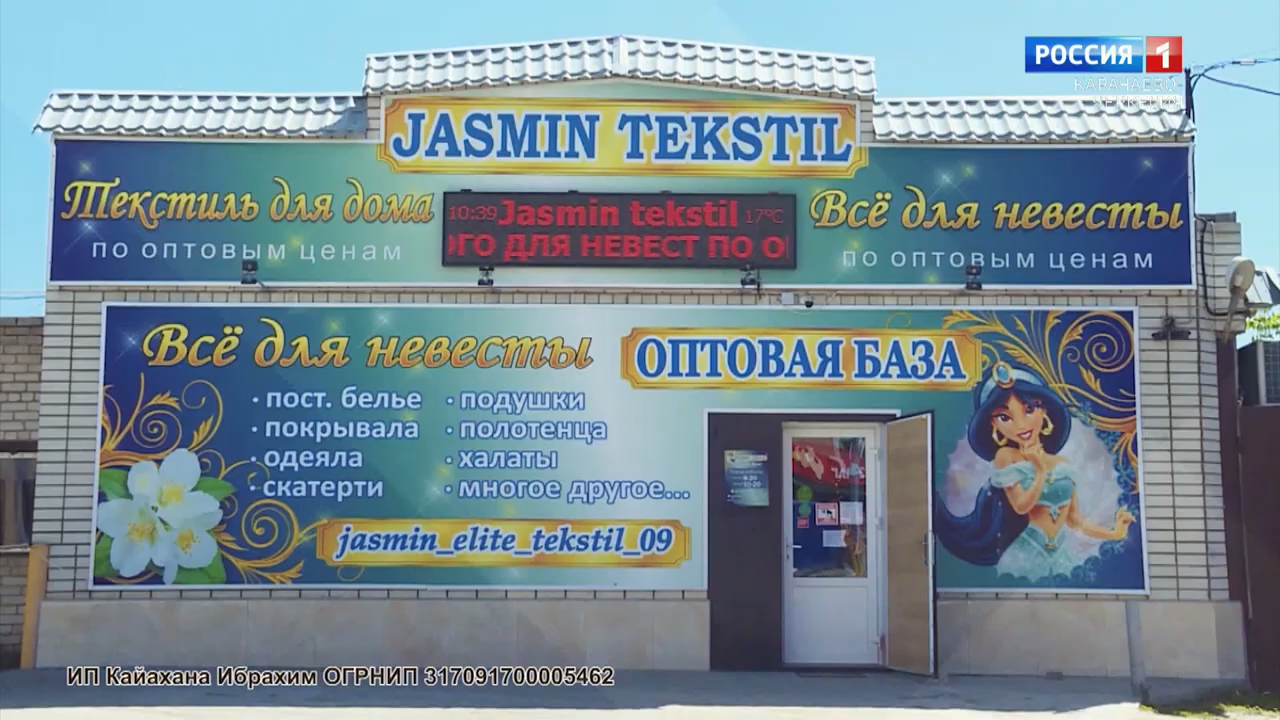 РОССИЯ 1
КАРАЧАЕВО-
ЧЕРКЕСИЯ
JASMIN TEKSTIL
Текстиль для дома
по оптовым ценам
10:39 Jasmin tekstil 17°C
ОГО ДЛЯ НЕВЕСТ ПО О
Всё для невесты
по оптовым ценам
Всё для невесты
· пост. белье
· покрывала
· одеяла
· скатерти
· подушки
· полотенца
· халаты
· многое другое...
jasmin_elite_tekstil_09
ОПТОВАЯ БАЗА
ИП Кайахана Ибрахим ОГРНИП 317091700005462